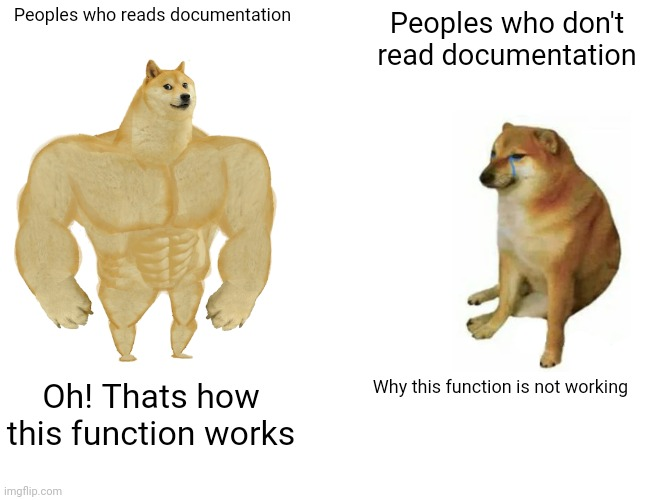 Peoples who reads documentation
Peoples who don't
read documentation
Oh! Thats how
this function works
Why this function is not working
imgflip.com